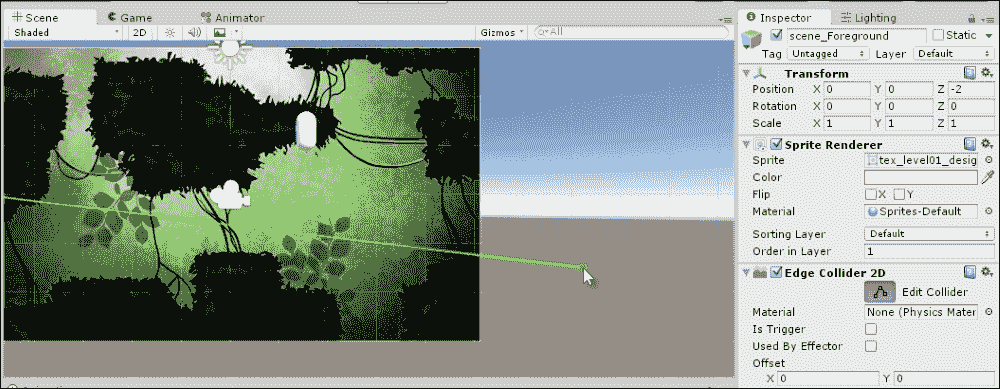 Scene Game Animator
Shaded 2D Gizmos All
Inspector Lighting
scene_Foreground Static
Tag Untagged Layer Default
Transform
Position X 0 Y 0 Z -2
Rotation X 0 Y 0 Z 0
Scale X 1 Y 1 Z 1
Sprite Renderer
Sprite tex_level01_desig
Color
Flip X Y
Material Sprites-Default
Sorting Layer Default
Order in Layer 1
Edge Collider 2D
Edit Collider
Material None (Physics Mater
Is Trigger
Used By Effector
Offset
X 0 Y 0